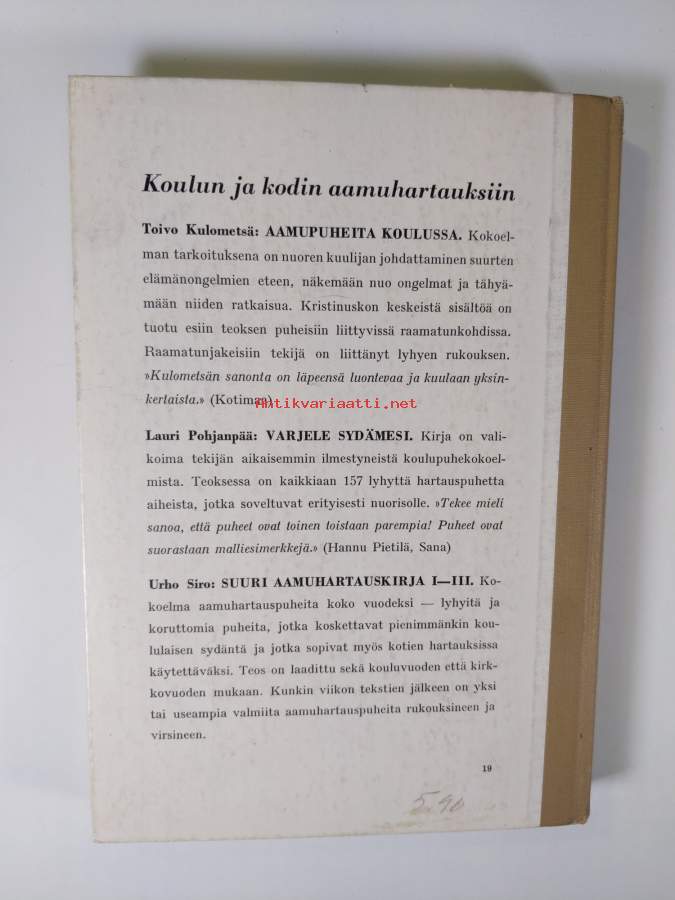 Koulun ja kodin aamuhartauksiin
Toivo Kulometsä: AAMUPUHEITA KOULUSSA. Kokoel-
man tarkoituksena on nuoren kuulijan johdattaminen suurten
elämänongelmien eteen, näkemään nuo ongelmat ja tähyä-
mään niiden ratkaisua. Kristinuskon keskeistä sisältöä on
tuotu esiin teoksen puheisiin liittyvissä raamatunkohdissa.
Raamatunjakeisiin tekijä on liittänyt lyhyen rukouksen.
»Kulometsän sanonta on läpeensä luontevaa ja kuulaan yksin-
kertaista.» (Kotimaa)
Antikvariaatti.net
Lauri Pohjanpää: VARJELE SYDÄMESI. Kirja on vali-
koima tekijän aikaisemmin ilmestyneistä koulupuhekokoel-
mista. Teoksessa on kaikkiaan 157 lyhyttä hartauspuhetta
aiheista, jotka soveltuvat erityisesti nuorisolle. »Tekee mieli
sanoa, että puheet ovat toinen toistaan parempia! Puheet ovat
suorastaan malliesimerkkejä.» (Hannu Pietilä, Sana)
Urho Siro: SUURI AAMUHARTAUSKIRJA I—III. Ko-
koelma aamuhartauspuheita koko vuodeksi — lyhyitä ja
koruttomia puheita, jotka koskettavat pienimmänkin kou-
lulaisen sydäntä ja jotka sopivat myös kotien hartauksissa
käytettäväksi. Teos on laadittu sekä kouluvuoden että kirk-
kovuoden mukaan. Kunkin viikon tekstien jälkeen on yksi
tai useampia valmiita aamuhartauspuheita rukouksineen ja
virsineen.
19
5.90